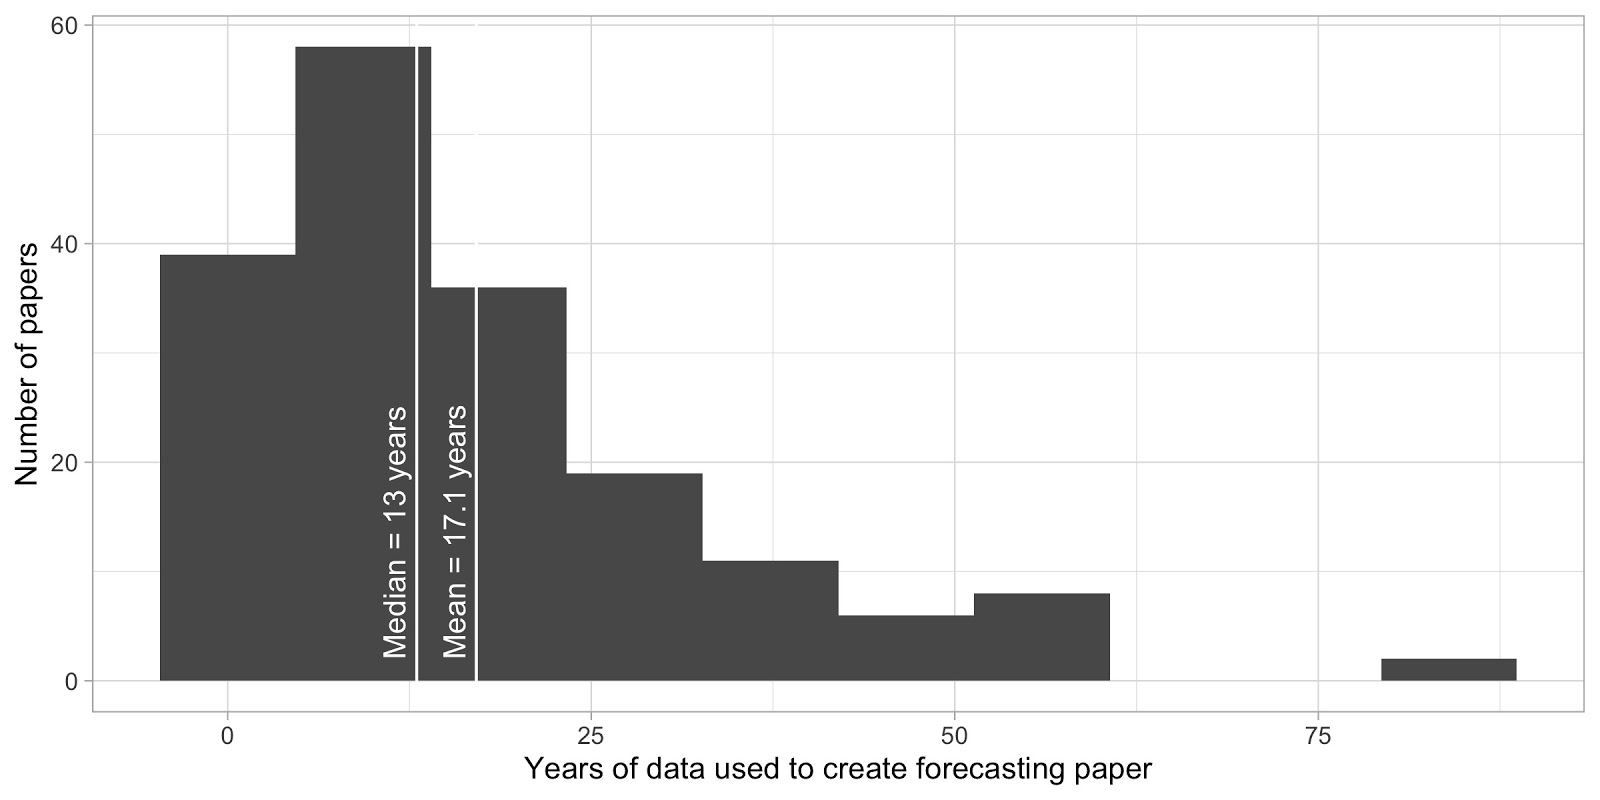 60
40
20
0
Number of papers
Median = 13 years
Mean = 17.1 years
0 25 50 75
Years of data used to create forecasting paper